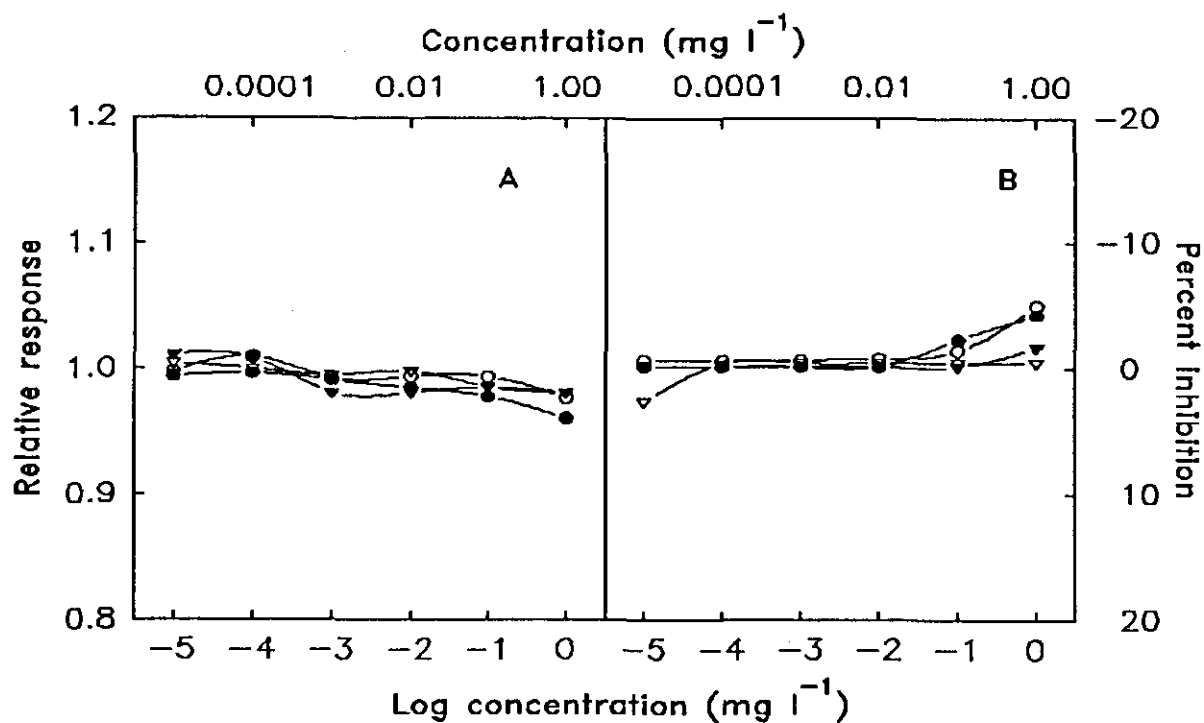 Concentration (mg l⁻¹)
0.0001 0.01 1.00 0.0001 0.01 1.00
1.2 -20
A B
1.1 -10
Relative response
1.0 0
Percent inhibition
0.9 10
0.8 20
-5 -4 -3 -2 -1 0 -5 -4 -3 -2 -1 0
Log concentration (mg l⁻¹)